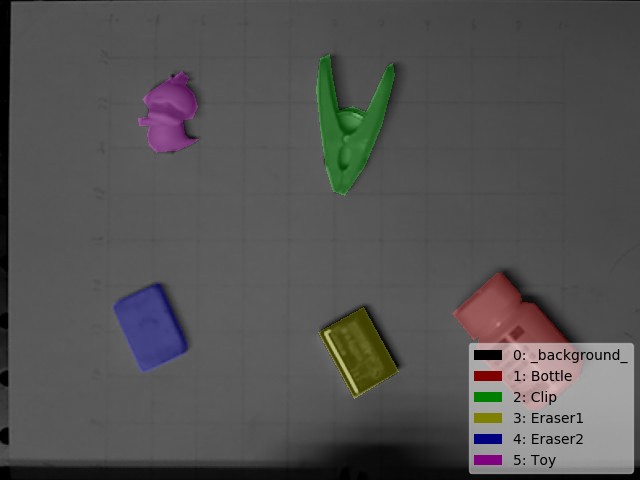 0: _background_
1: Bottle
2: Clip
3: Eraser1
4: Eraser2
5: Toy